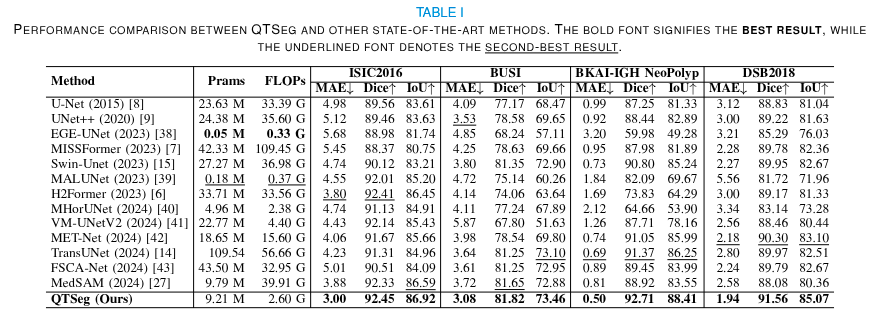 TABLE I
PERFORMANCE COMPARISON BETWEEN QTSEG AND OTHER STATE-OF-THE-ART METHODS. THE BOLD FONT SIGNIFIES THE BEST RESULT, WHILE
THE UNDERLINED FONT DENOTES THE SECOND-BEST RESULT.
Method Prams FLOPs ISIC2016 BUSI BKAI-IGH NeoPolyp DSB2018
MAE↓ Dice↑ IoU↑ MAE↓ Dice↑ IoU↑ MAE↓ Dice↑ IoU↑ MAE↓ Dice↑ IoU↑
U-Net (2015) [8] 23.63 M 33.39 G 4.98 89.56 83.61 4.09 77.17 68.47 0.99 87.25 81.33 3.12 88.83 81.04
UNet++ (2020) [9] 24.38 M 35.60 G 5.12 89.46 83.63 3.53 78.58 69.65 0.92 88.44 82.89 3.00 89.22 81.63
EGE-UNet (2023) [38] 0.05 M 0.33 G 5.68 88.98 81.74 4.85 68.24 57.11 3.20 59.98 49.28 3.21 85.29 76.03
MISSFormer (2023) [7] 42.33 M 109.45 G 5.45 88.37 80.75 4.25 78.63 69.66 0.95 87.98 81.89 2.28 89.78 82.36
Swin-Unet (2023) [15] 27.27 M 36.98 G 4.74 90.12 83.21 3.80 81.35 72.90 0.73 90.80 85.24 2.27 89.95 82.67
MALUNet (2023) [39] 0.18 M 0.37 G 4.55 92.01 85.20 4.72 75.14 60.26 1.84 82.09 69.67 5.56 81.72 71.96
H2Former (2023) [6] 33.71 M 33.56 G 3.80 92.41 86.45 4.14 74.06 63.64 1.69 73.83 64.29 3.00 89.17 81.33
MHorUNet (2024) [40] 4.96 M 2.38 G 4.74 91.13 84.91 4.11 77.24 67.89 2.12 64.66 53.90 3.34 83.14 73.28
VM-UNetV2 (2024) [41] 22.77 M 4.40 G 4.43 92.14 85.43 5.87 67.80 51.63 1.26 87.71 78.16 2.56 88.46 80.44
MET-Net (2024) [42] 18.65 M 15.60 G 4.06 91.67 85.66 3.98 78.54 69.80 0.74 91.05 85.99 2.18 90.30 83.10
TransUNet (2024) [14] 109.54 56.66 G 4.23 91.31 84.96 3.64 81.25 73.10 0.69 91.37 86.25 2.80 89.97 82.51
FSCA-Net (2024) [43] 43.50 M 32.95 G 5.01 90.51 84.09 3.61 81.25 72.95 0.89 89.45 83.99 2.24 89.79 82.67
MedSAM (2024) [27] 9.79 M 39.91 G 3.88 92.33 86.59 3.72 81.65 72.88 0.81 88.92 83.55 2.58 88.08 80.36
QTSeg (Ours) 9.21 M 2.60 G 3.00 92.45 86.92 3.08 81.82 73.46 0.50 92.71 88.41 1.94 91.56 85.07